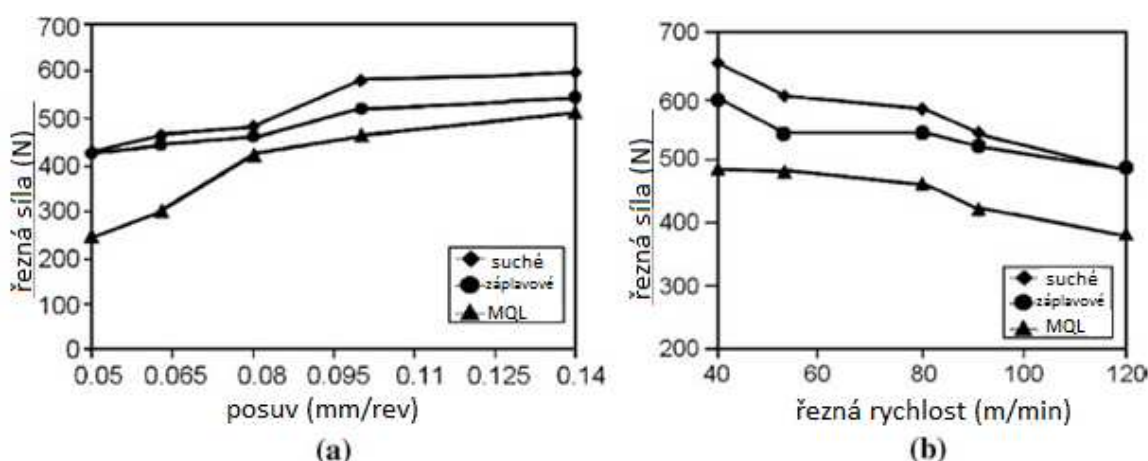 700
600
500
400
300
200
100
0
řezná síla (N)
suché
záplavové
MQL
0.05 0.065 0.08 0.095 0.11 0.125 0.14
posuv (mm/rev)
(a)
700
600
500
400
300
200
řezná síla (N)
suché
záplavové
MQL
40 60 80 100 120
řezná rychlost (m/min)
(b)